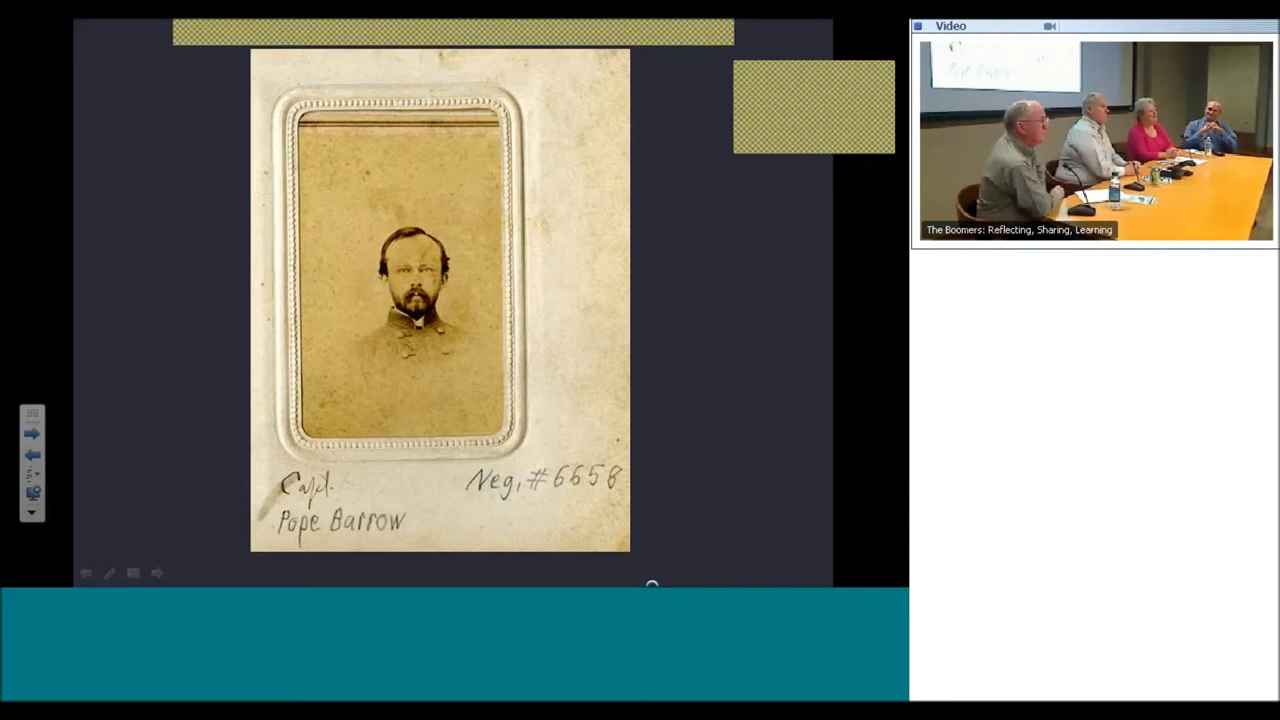 Video
The Boomers: Reflecting, Sharing, Learning
Capt. Neg. #6658
Pope Barrow